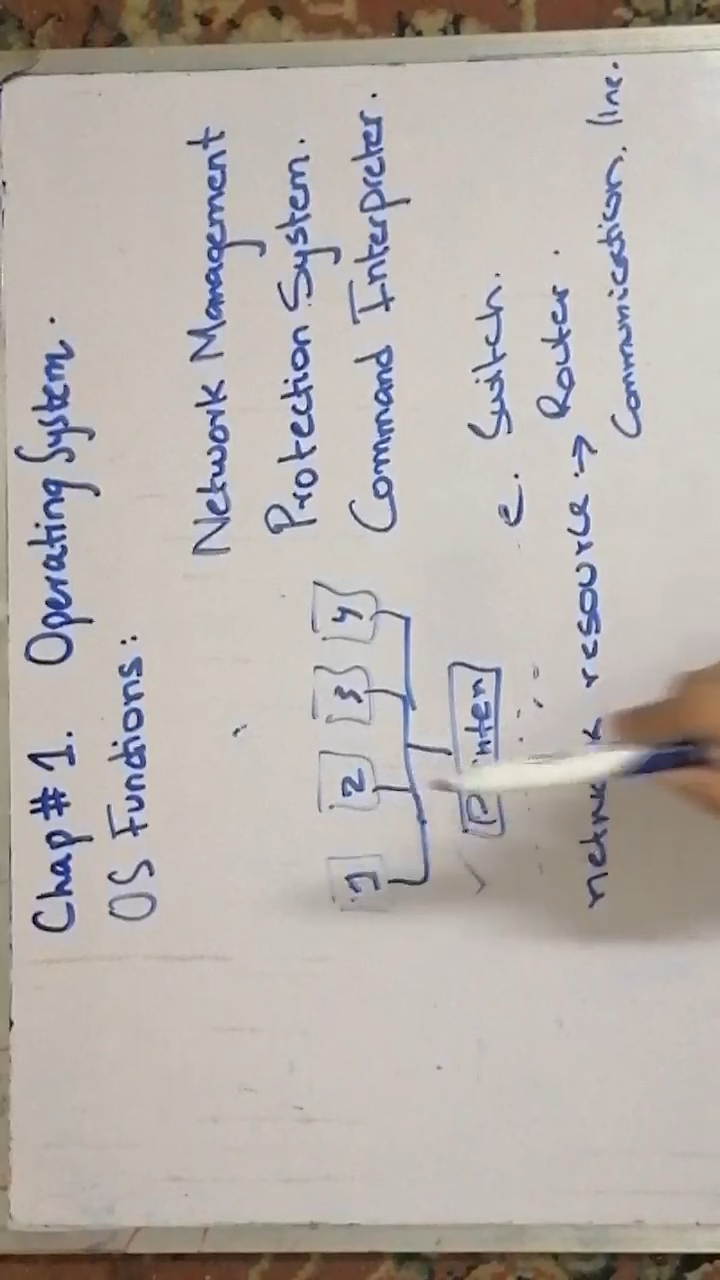 Chap #1. Operating System.
OS Functions:
Network Management
Protection System.
Command Interpreter.
1 2 3 4
c. Switch.
network resource → Router.
Communication. line.